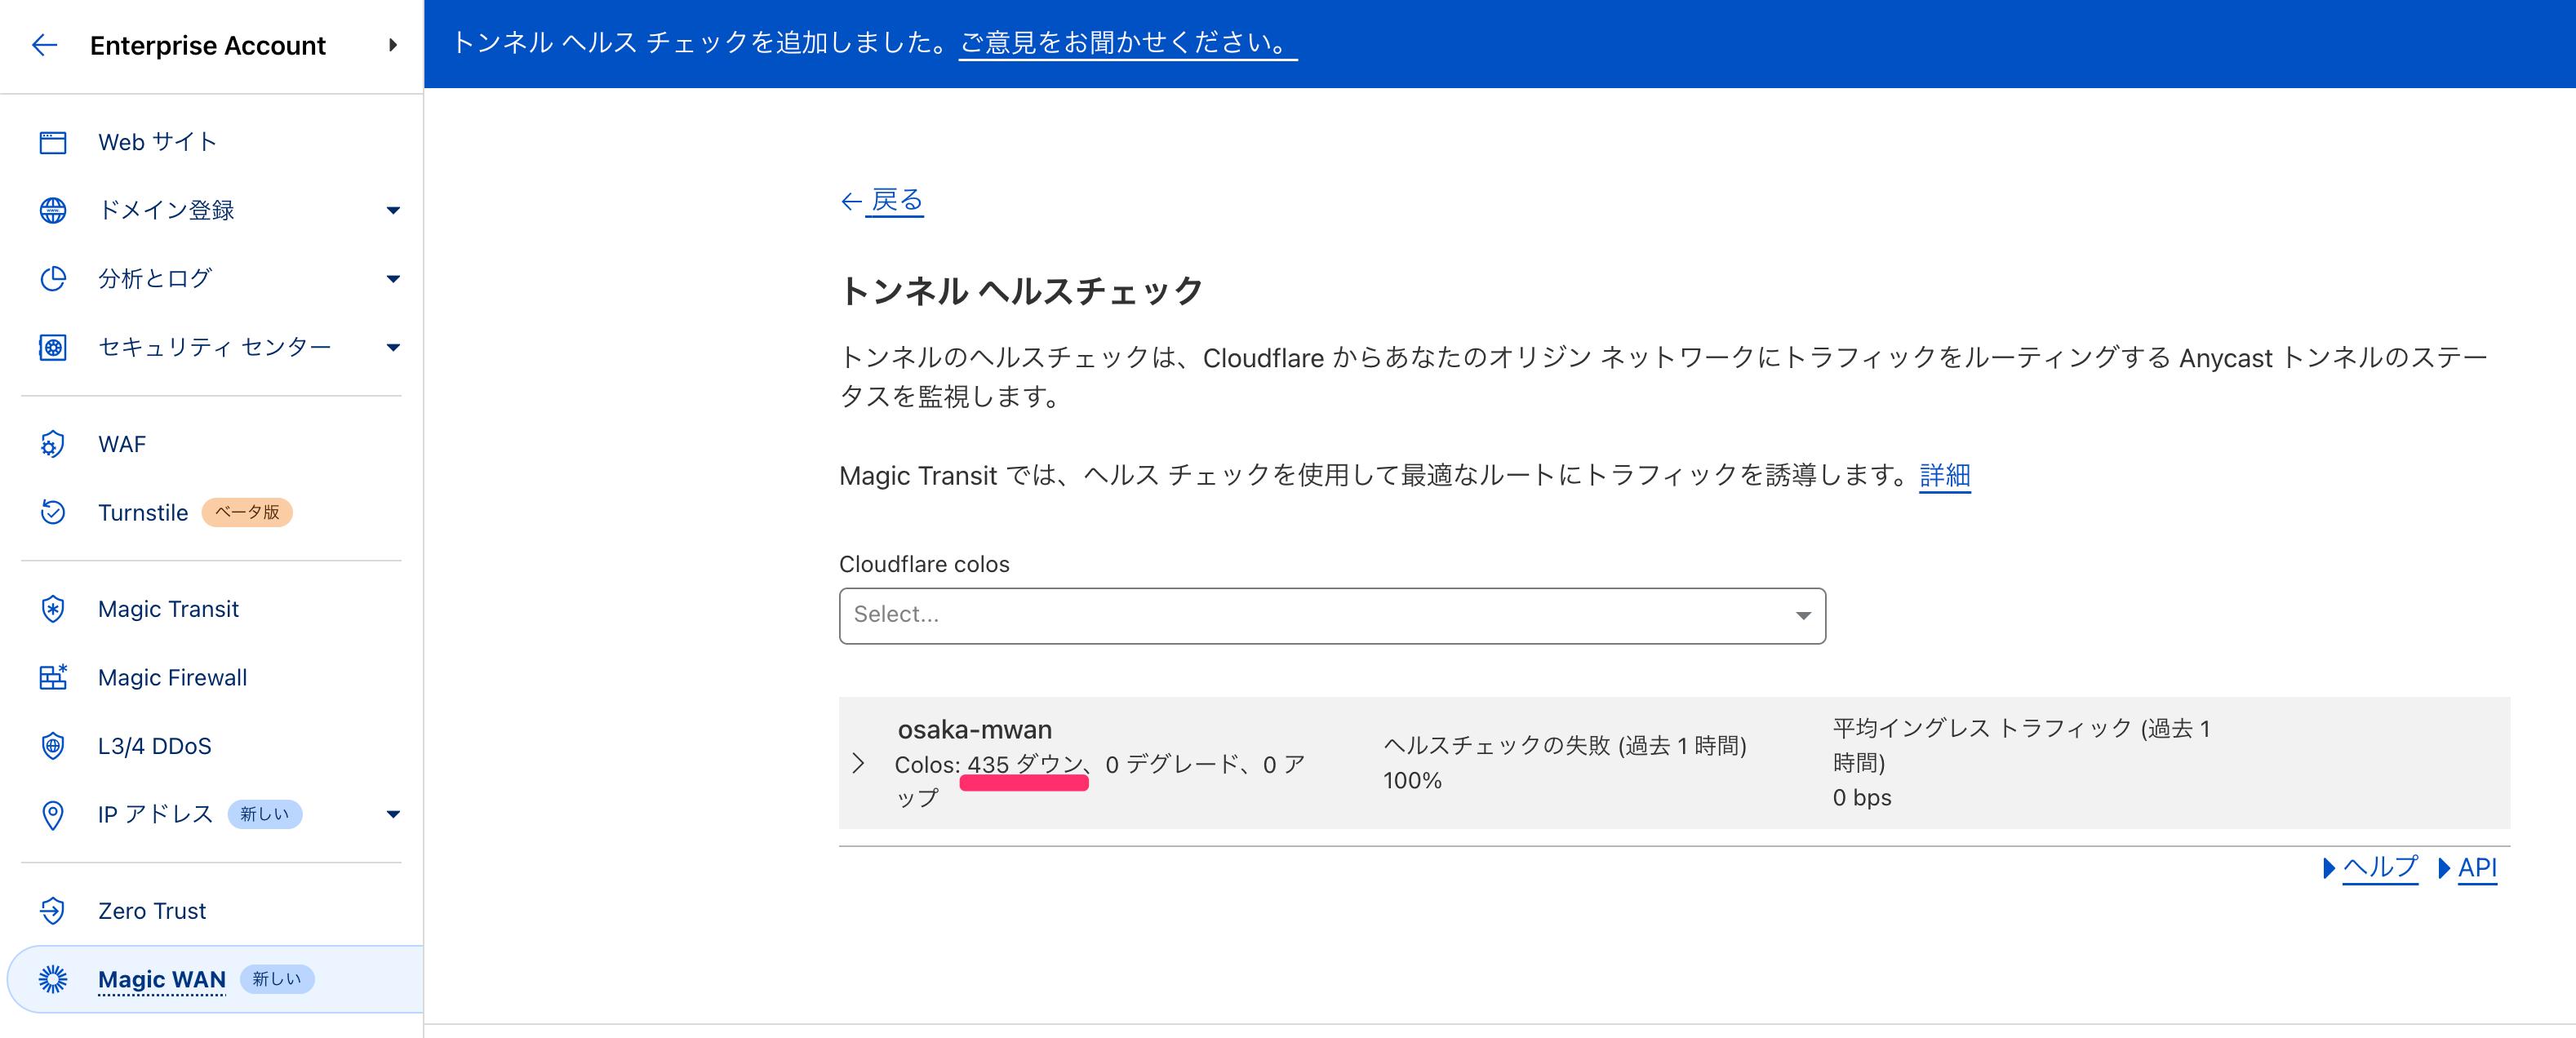 Enterprise Account
トンネル ヘルス チェックを追加しました。ご意見をお聞かせください。
Web サイト
ドメイン登録
分析とログ
セキュリティ センター
WAF
Turnstile ベータ版
Magic Transit
Magic Firewall
L3/4 DDoS
IP アドレス 新しい
Zero Trust
Magic WAN 新しい
← 戻る
トンネル ヘルスチェック
トンネルのヘルスチェックは、Cloudflare からあなたのオリジン ネットワークにトラフィックをルーティングする Anycast トンネルのステー
タスを監視します。
Magic Transit では、ヘルス チェックを使用して最適なルートにトラフィックを誘導します。詳細
Cloudflare colos
Select...
osaka-mwan
Colos: 435 ダウン、0 デグレード、0 ア
ップ
ヘルスチェックの失敗 (過去 1 時間)
100%
平均イングレス トラフィック (過去 1
時間)
0 bps
ヘルプ API